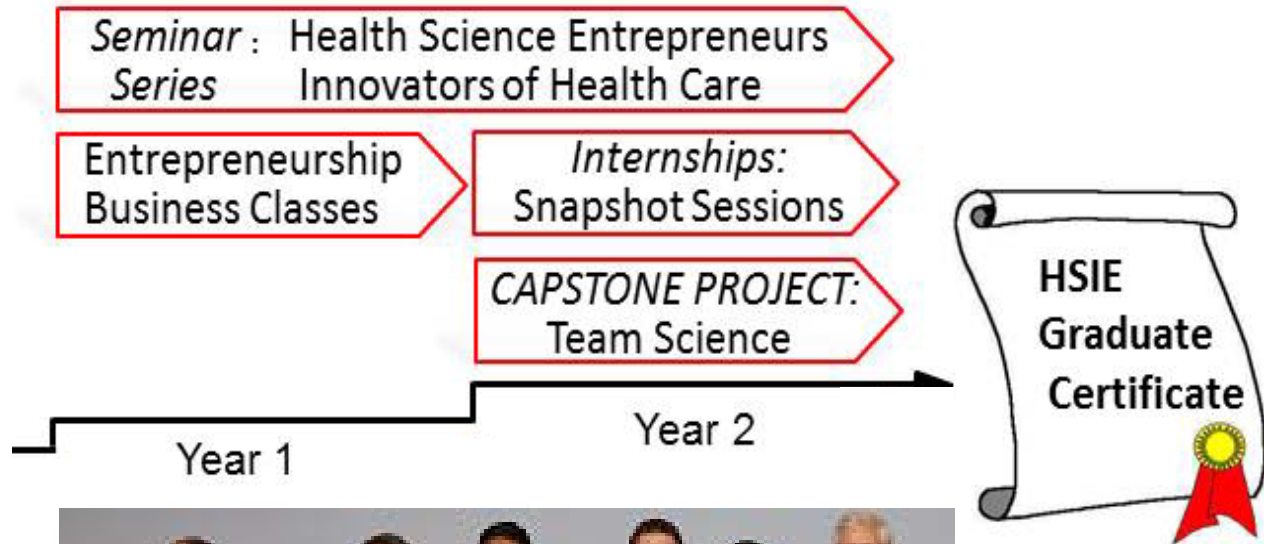 Seminar : Health Science Entrepreneurs
Series Innovators of Health Care
Entrepreneurship
Business Classes
Internships:
Snapshot Sessions
CAPSTONE PROJECT:
Team Science
Year 1
Year 2
HSIE
Graduate
Certificate